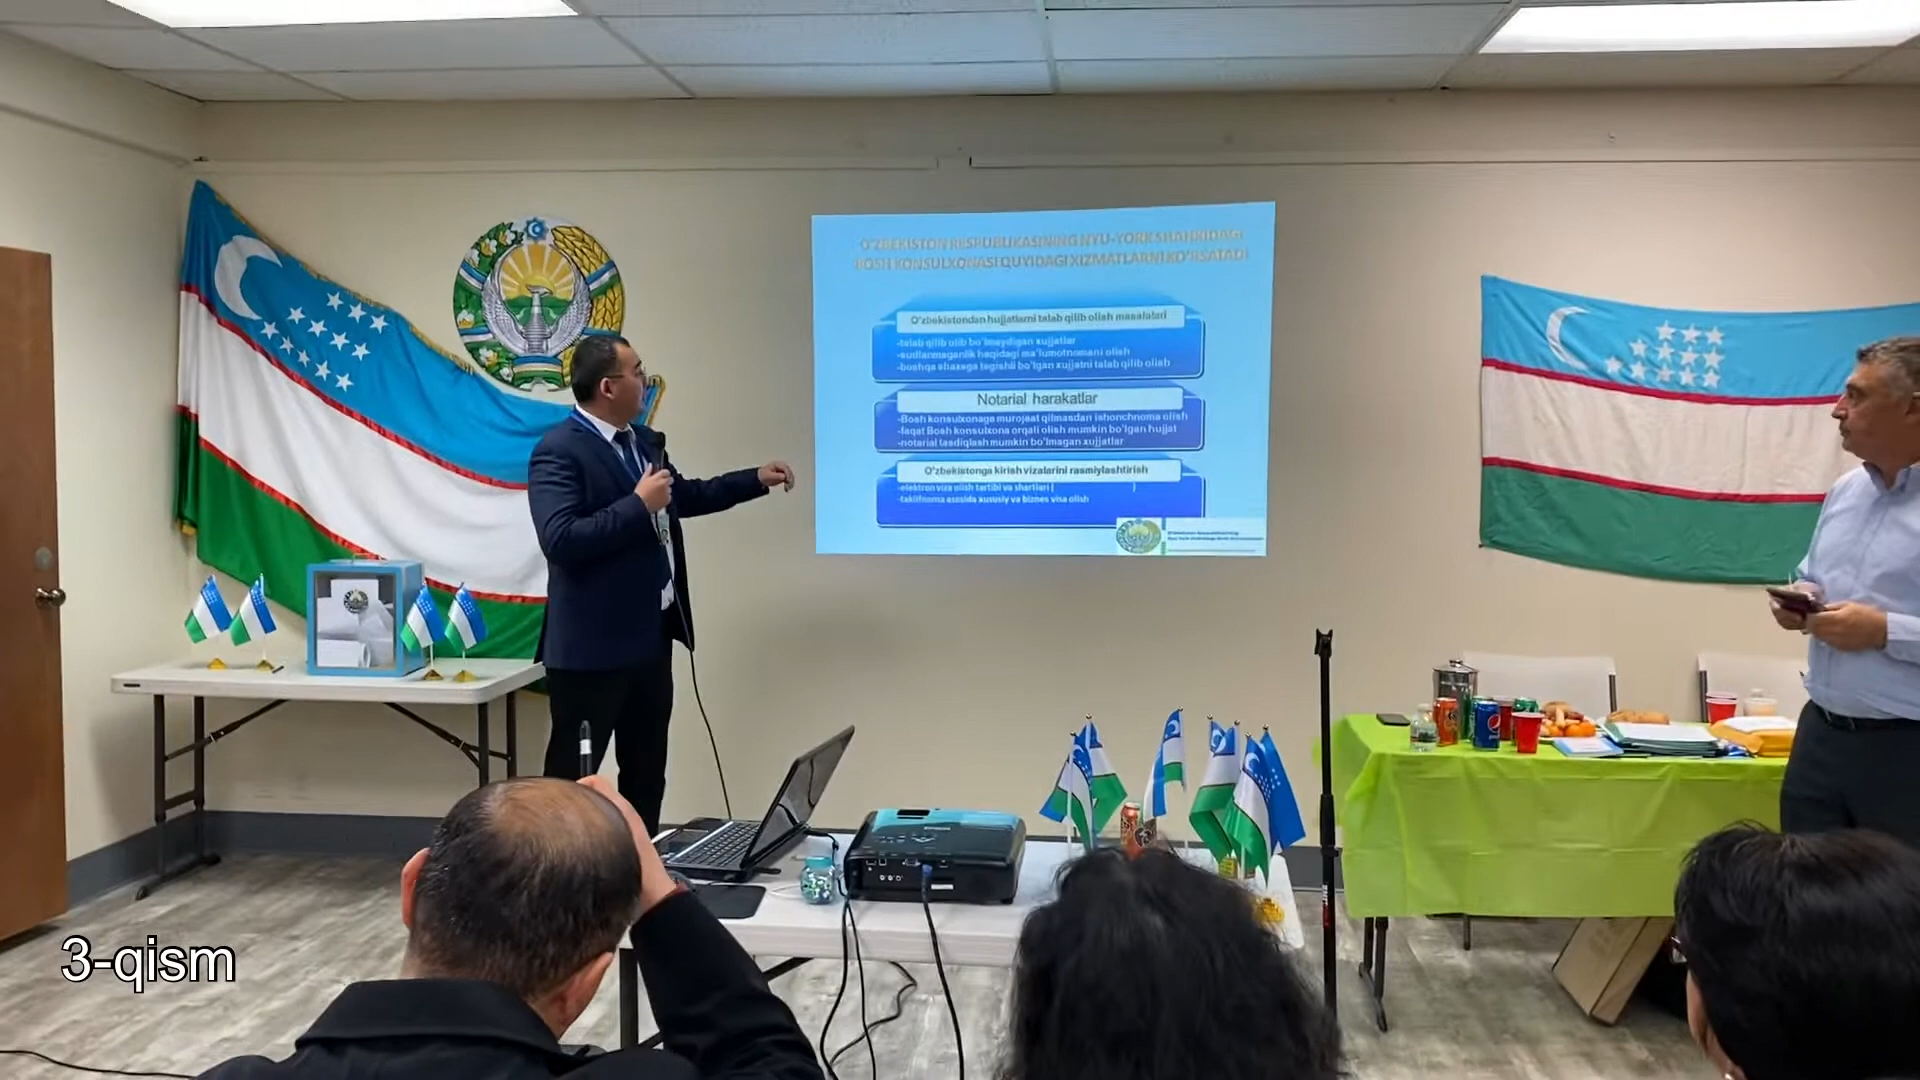 O'ZBEKISTON RESPUBLIKASINING NYU-YORK SHAHRIDAGI
BOSH KONSULXONASI QUYIDAGI XIZMATLARNI KO'RSATADI
O'zbekistondan hujjatlarni talab qilib olish masalalari
-talab qilib olib bo'lmaydigan xujjatlar
-sudlanmaganlik haqidagi ma'lumotnomani olish
-boshqa shaxsga tegishli bo'lgan xujjatni talab qilib olish
Notarial harakatlar
-Bosh konsulxonaga murojaat qilmasdan ishonchnoma olish
-faqat Bosh konsulxona orqali olish mumkin bo'lgan hujjat
-notarial tasdiqlash mumkin bo'lmagan xujjatlar
O'zbekistonga kirish vizalarini rasmiylashtirish
-elektron viza olish tartibi va shartlari ( )
-taklifnoma asosida xususiy va biznes visa olish
3-qism